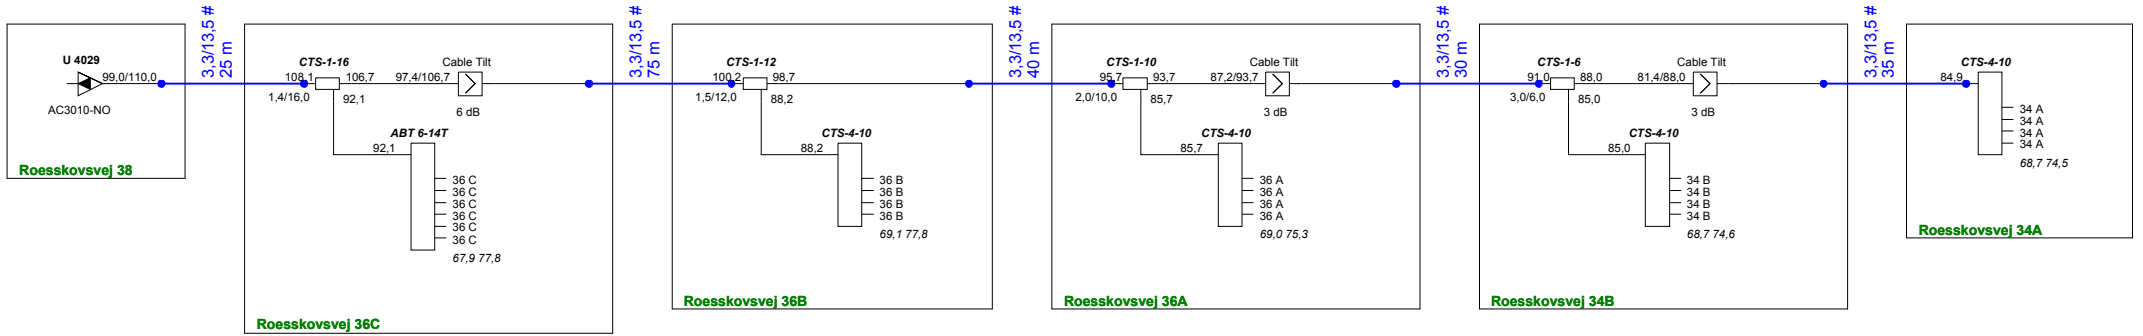 U 4029
99,0/110,0
AC3010-NO
Roesskovsvej 38
3,3/13,5 #
25 m
CTS-1-16
108,1
106,7
1,4/16,0
92,1
97,4/106,7
Cable Tilt
6 dB
ABT 6-14T
92,1
36 C
36 C
36 C
36 C
36 C
36 C
67,9 77,8
Roesskovsvej 36C
3,3/13,5 #
75 m
CTS-1-12
100,2
98,7
1,5/12,0
88,2
CTS-4-10
88,2
36 B
36 B
36 B
36 B
69,1 77,8
Roesskovsvej 36B
3,3/13,5 #
40 m
CTS-1-10
95,7
93,7
2,0/10,0
85,7
87,2/93,7
Cable Tilt
3 dB
CTS-4-10
85,7
36 A
36 A
36 A
36 A
69,0 75,3
Roesskovsvej 36A
3,3/13,5 #
30 m
CTS-1-6
91,0
88,0
3,0/6,0
85,0
81,4/88,0
Cable Tilt
3 dB
CTS-4-10
85,0
34 B
34 B
34 B
34 B
68,7 74,6
Roesskovsvej 34B
3,3/13,5 #
35 m
84,9
CTS-4-10
34 A
34 A
34 A
34 A
68,7 74,5
Roesskovsvej 34A